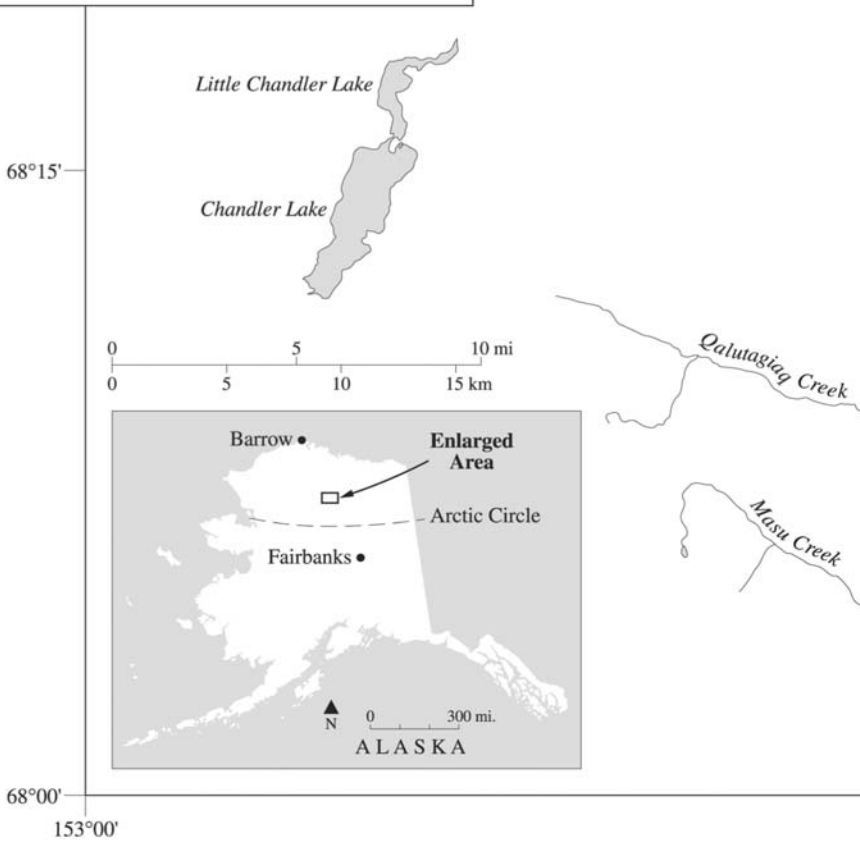 Little Chandler Lake
68°15'
Chandler Lake
0 5 10 mi
0 5 10 15 km
Qalutagiaq Creek
Barrow
Enlarged
Area
Arctic Circle
Masu Creek
Fairbanks
N
0 300 mi.
ALASKA
68°00'
153°00'